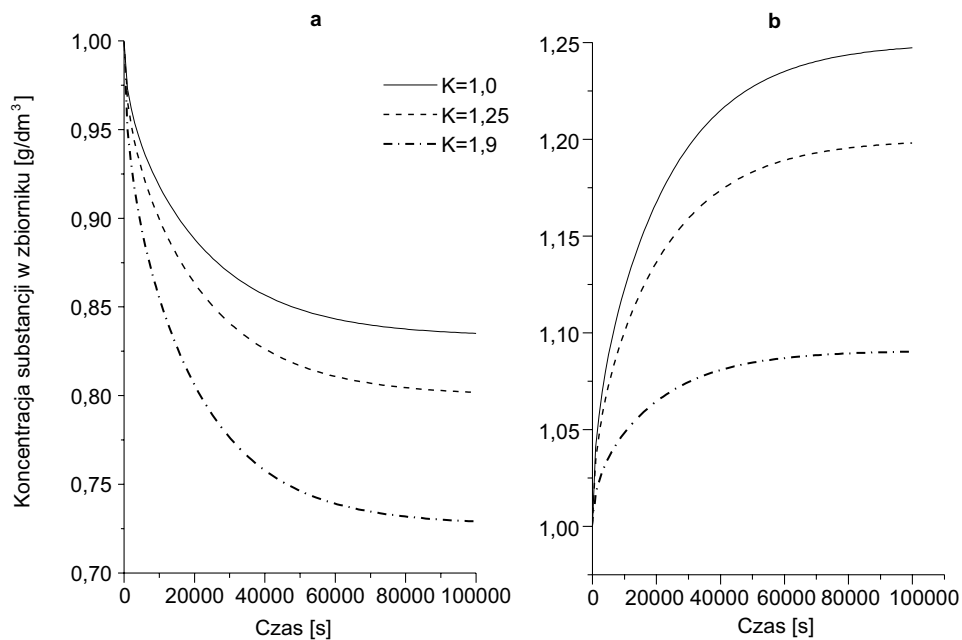 a
b
Koncentracja substancji w zbiorniku [g/dm³]
1,00
0,95
0,90
0,85
0,80
0,75
0,70
K=1,0
K=1,25
K=1,9
0 20000 40000 60000 80000 100000
Czas [s]
1,25
1,20
1,15
1,10
1,05
1,00
0 20000 40000 60000 80000 100000
Czas [s]